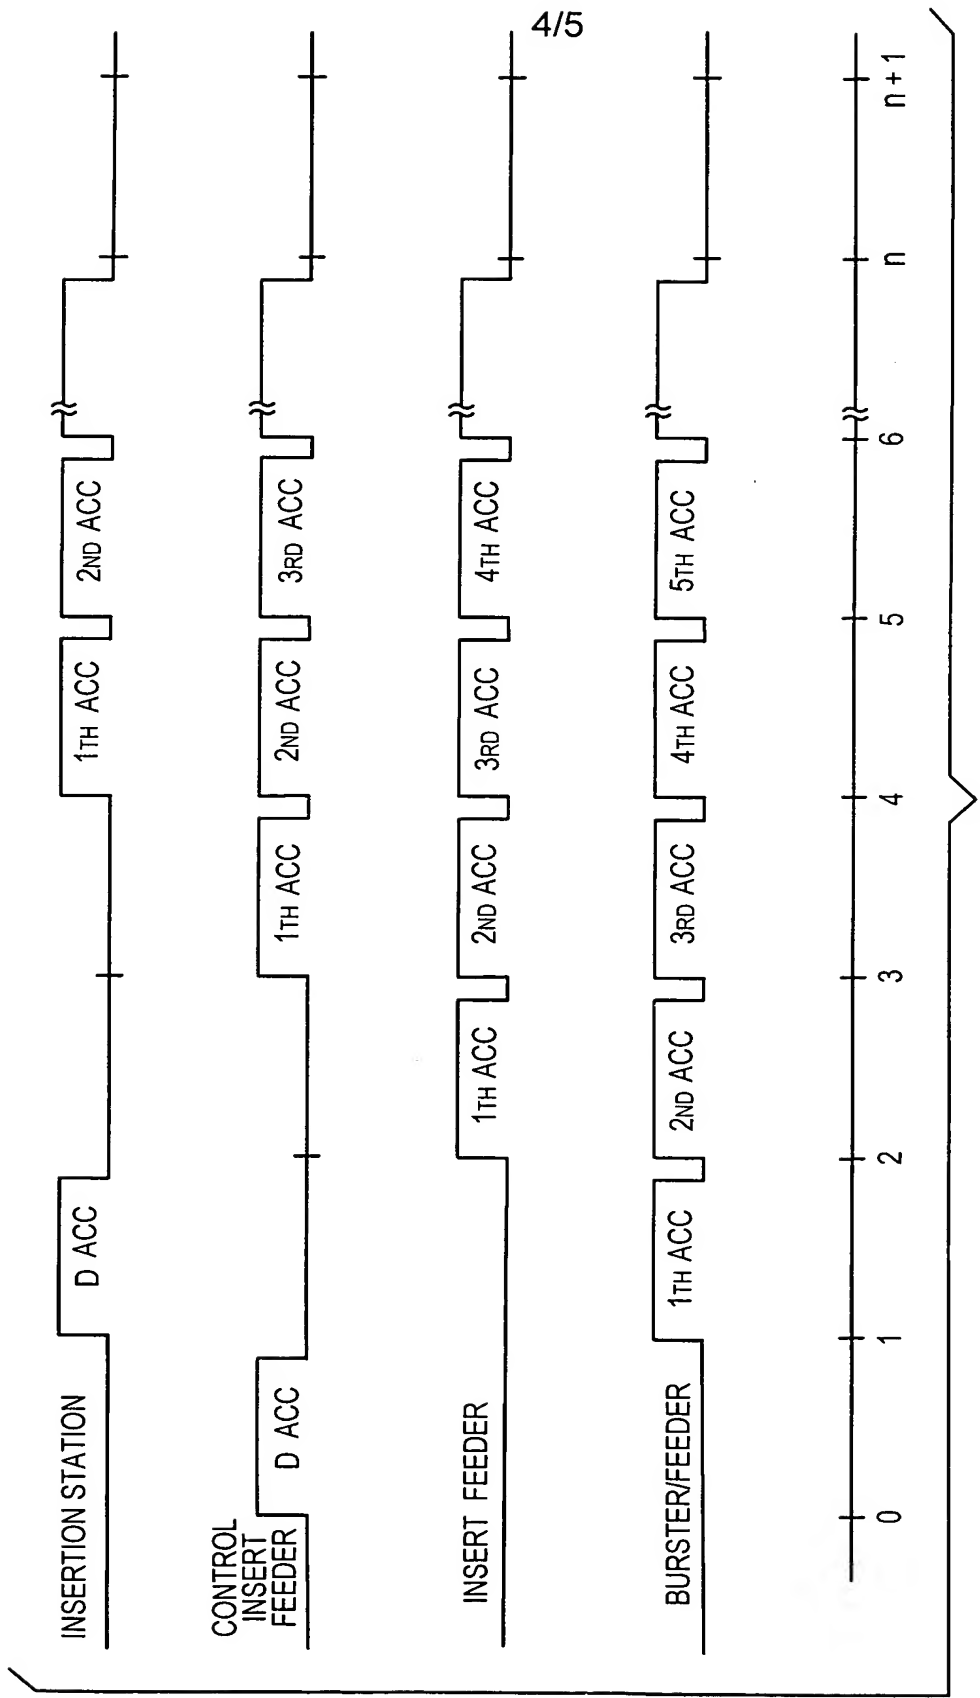 4/5
INSERTION STATION
D ACC
1TH ACC
2ND ACC
CONTROL
INSERT
FEEDER
D ACC
1TH ACC
2ND ACC
3RD ACC
INSERT FEEDER
1TH ACC
2ND ACC
3RD ACC
4TH ACC
BURSTER/FEEDER
1TH ACC
2ND ACC
3RD ACC
4TH ACC
5TH ACC
0
1
2
3
4
5
6
n
n+1